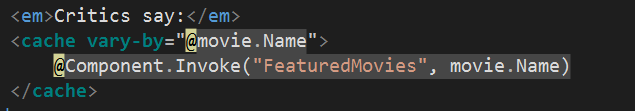 <em>Critics say:</em>
<cache vary-by="@movie.Name">
@Component.Invoke("FeaturedMovies", movie.Name)
</cache>